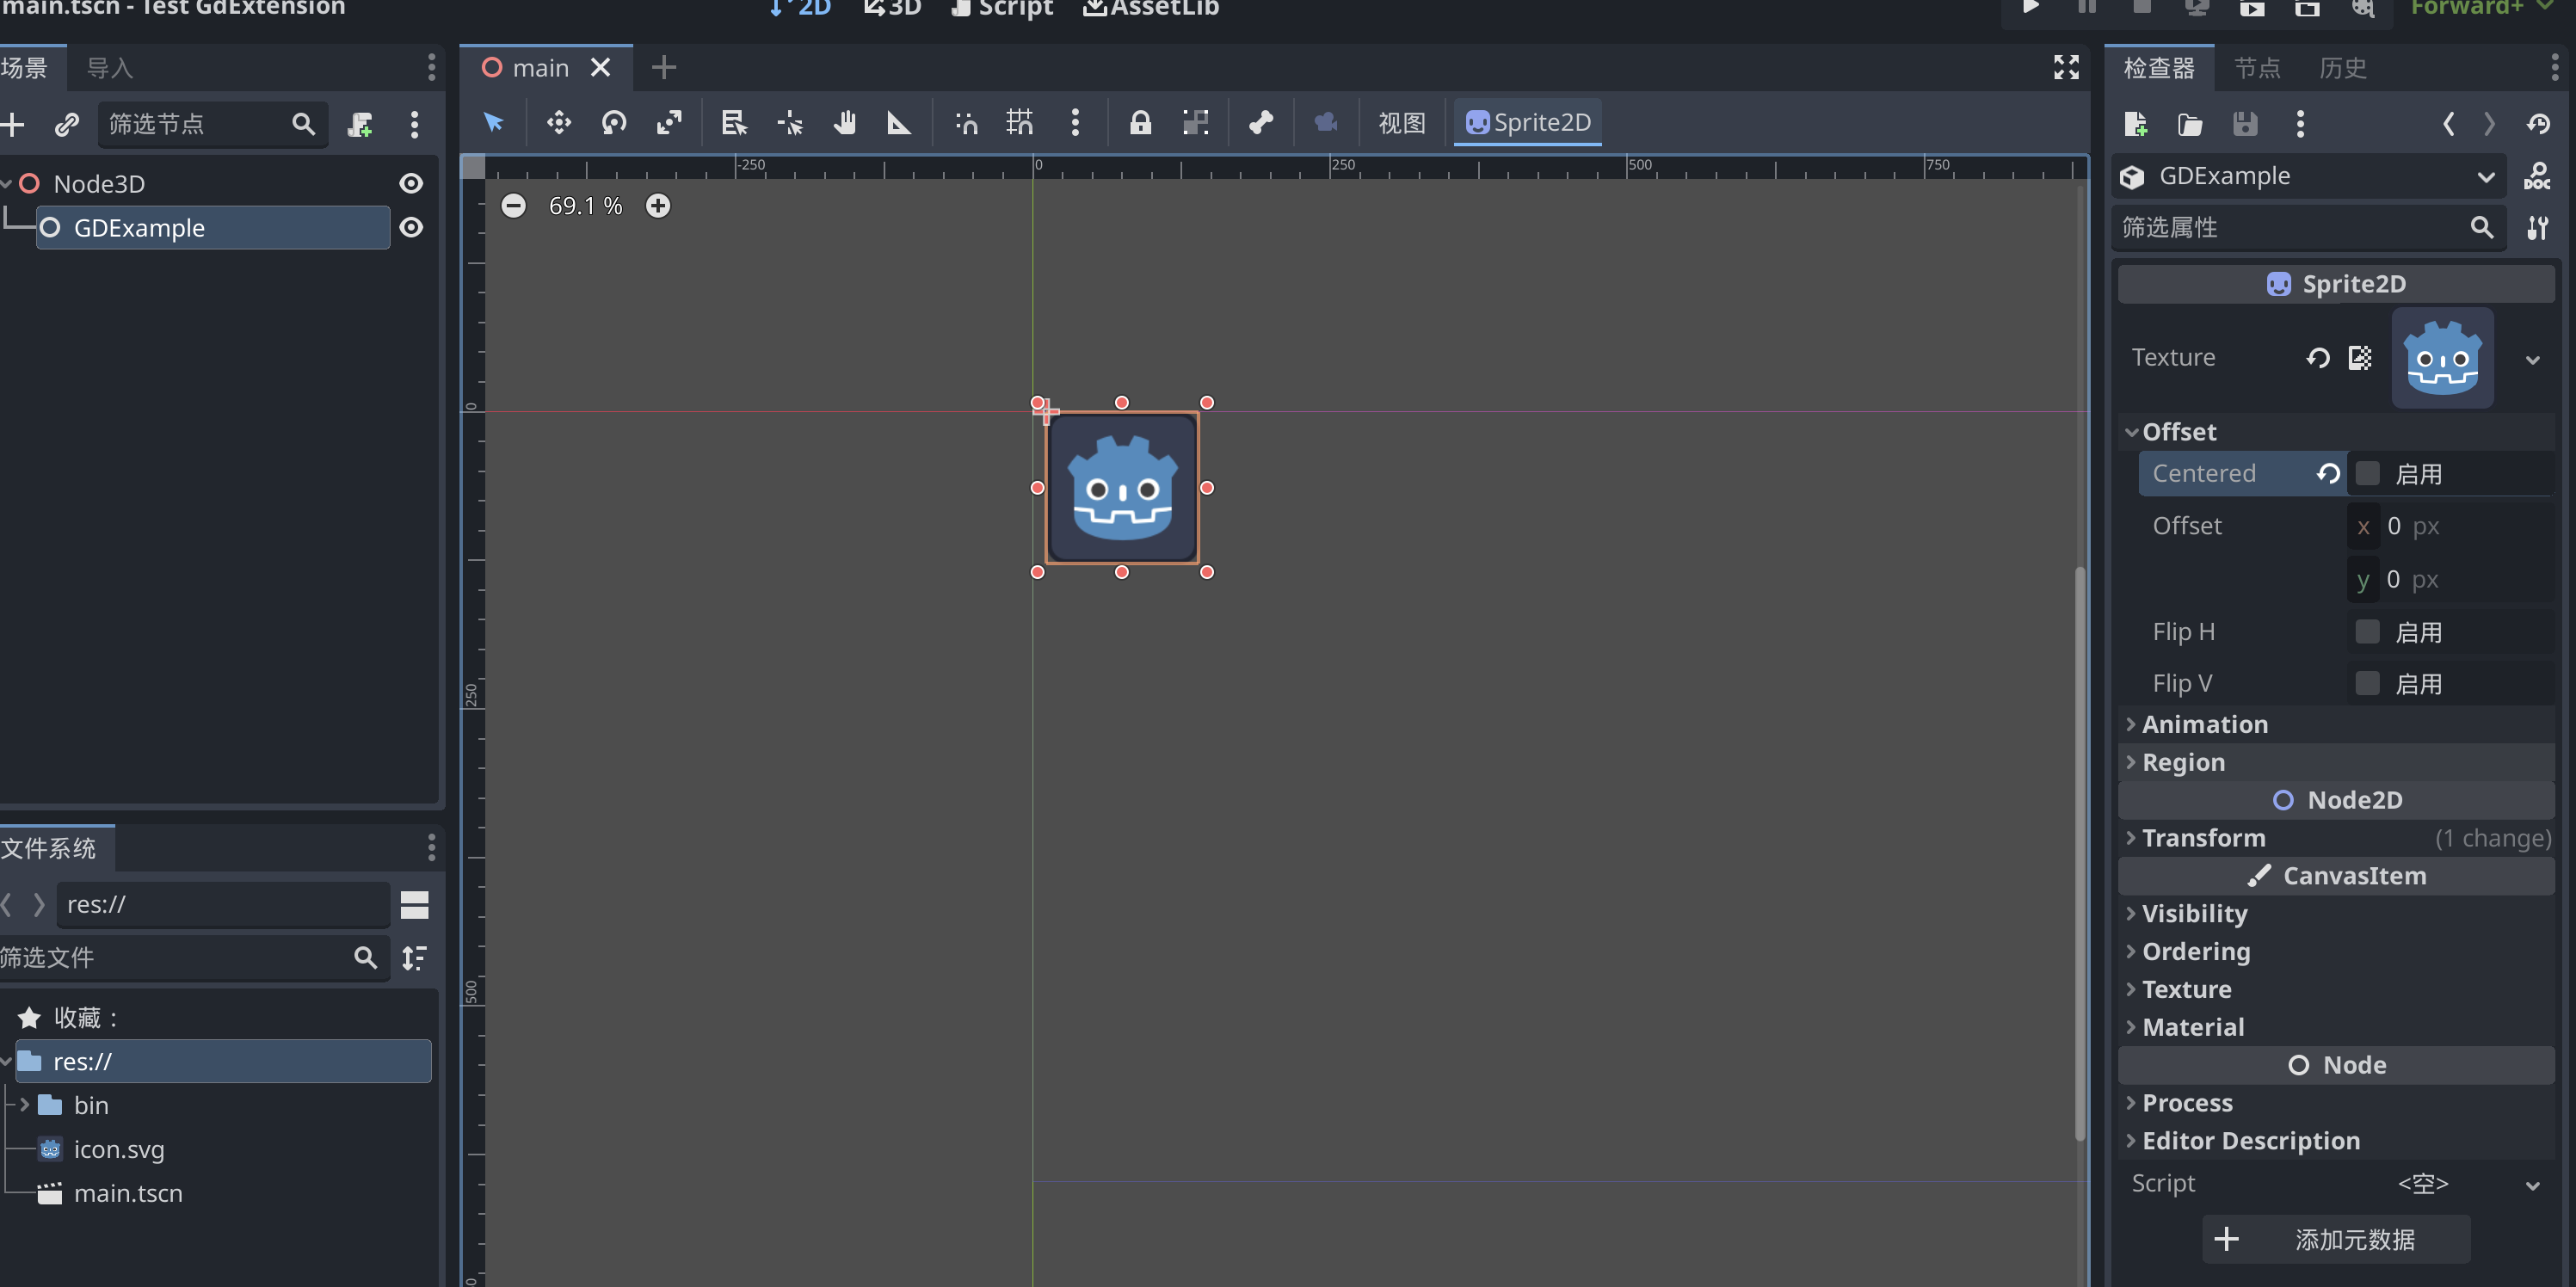 main.tscn - Test GdExtension
2D 3D Script AssetLib
Forward+
场景 导入
筛选节点
Node3D
GDExample
文件系统
res://
筛选文件
收藏：
res://
bin
icon.svg
main.tscn
main
视图 Sprite2D
-250 0 250 500 750
69.1 %
0
250
500
检查器 节点 历史
GDExample
DOC
筛选属性
Sprite2D
Texture
Offset
Centered 启用
Offset x 0 px
y 0 px
Flip H 启用
Flip V 启用
Animation
Region
Node2D
Transform (1 change)
CanvasItem
Visibility
Ordering
Texture
Material
Node
Process
Editor Description
Script <空>
添加元数据